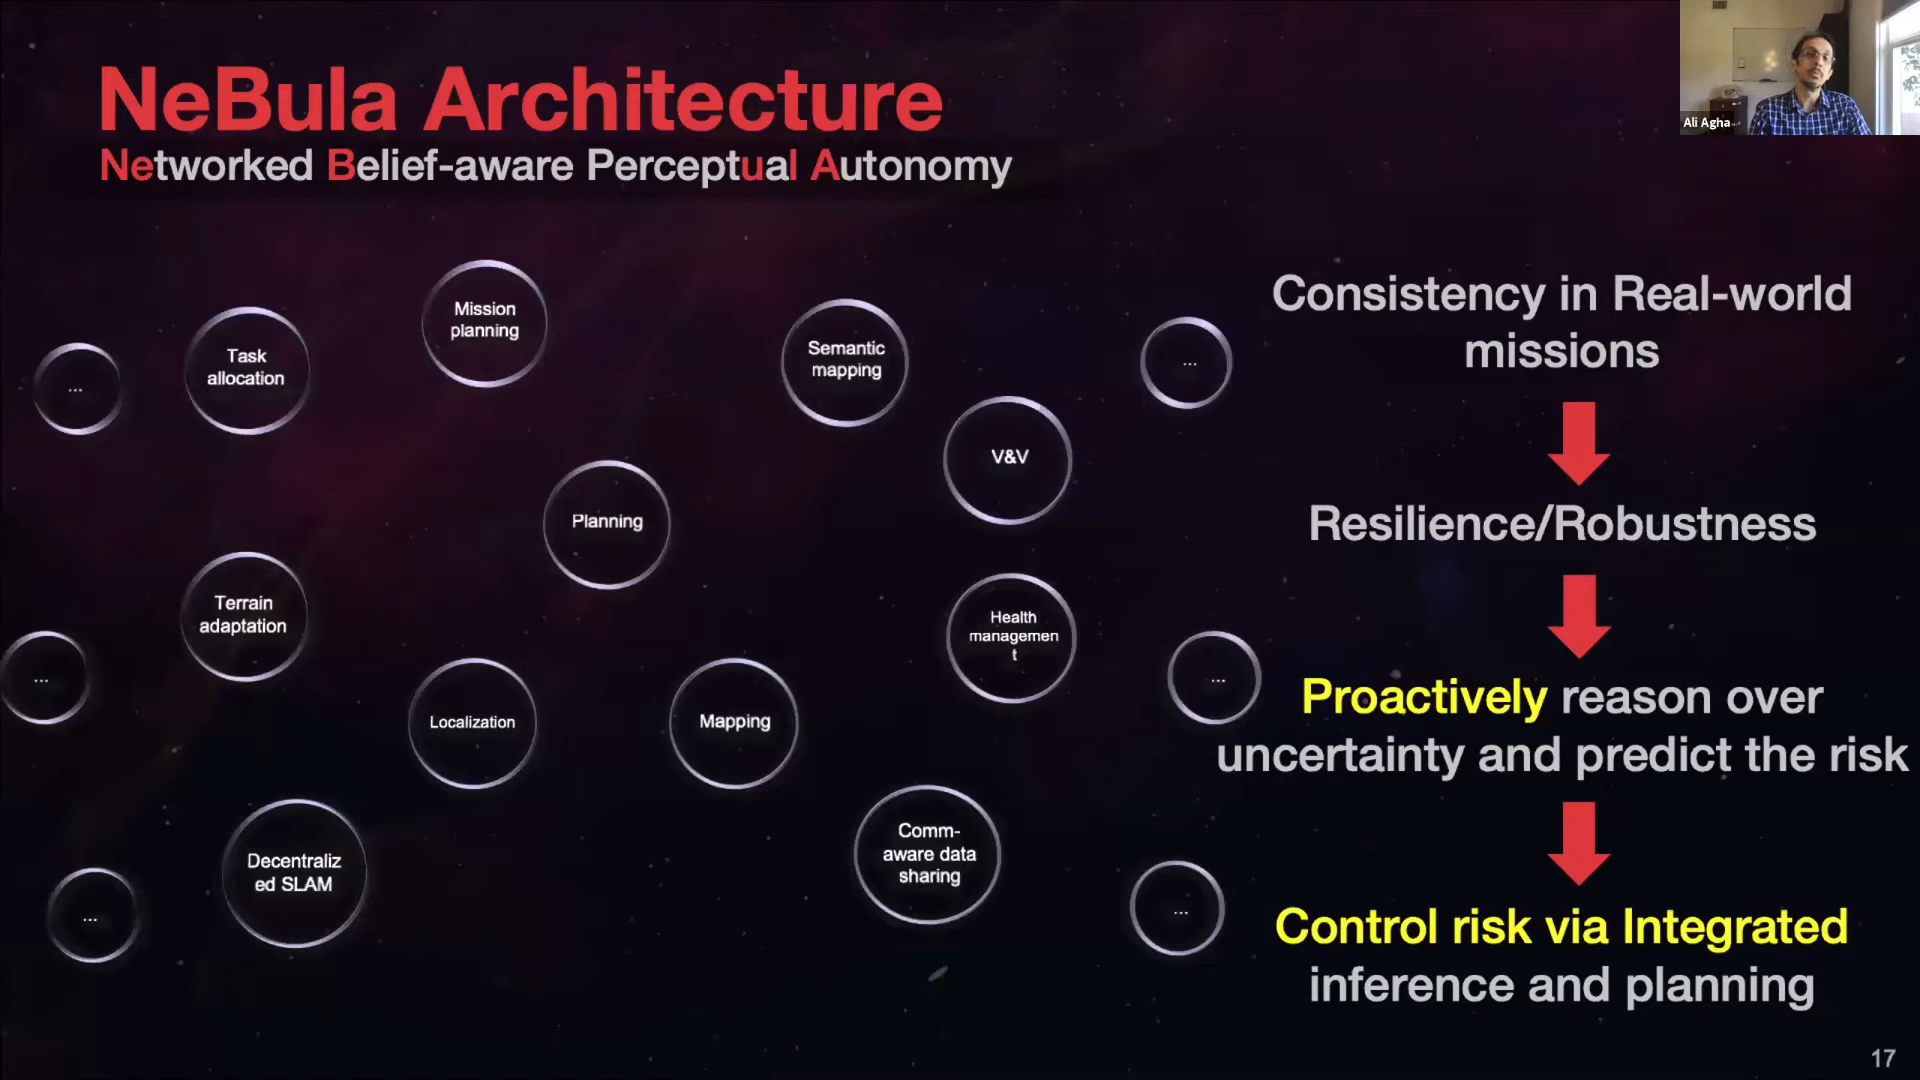 NeBula Architecture
Networked Belief-aware Perceptual Autonomy
Ali Agha
Mission
planning
Task
allocation
...
Semantic
mapping
...
V&V
Planning
Terrain
adaptation
...
Health
managemen
t
...
Localization
Mapping
Decentraliz
ed SLAM
Comm-
aware data
sharing
...
...
Consistency in Real-world
missions
Resilience/Robustness
Proactively reason over
uncertainty and predict the risk
Control risk via Integrated
inference and planning
17